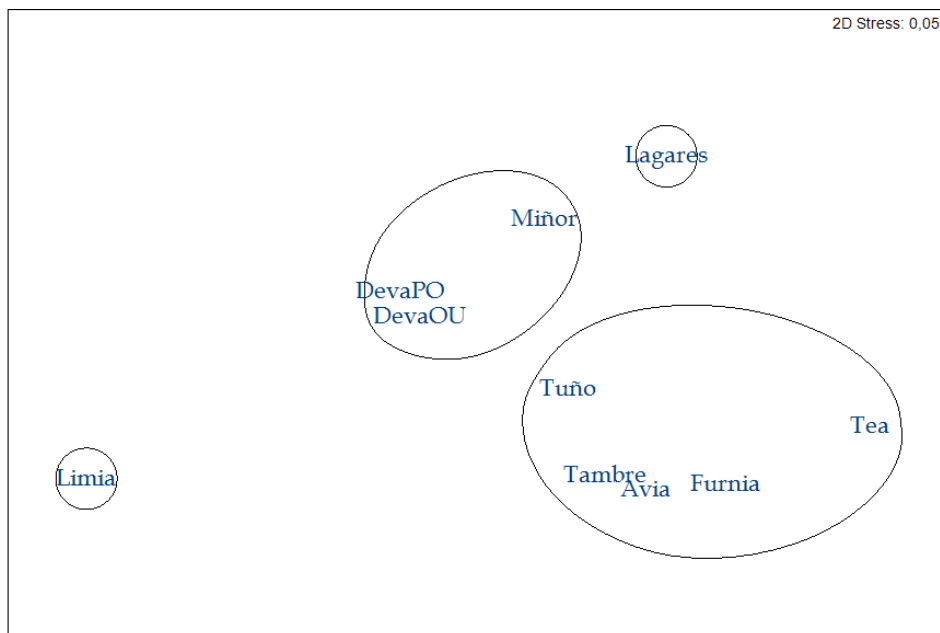 2D Stress: 0,05
Lagares
Miñor
DevaPO
DevaOU
Tuño
Tea
Limia
Tambre
Avia
Furnia